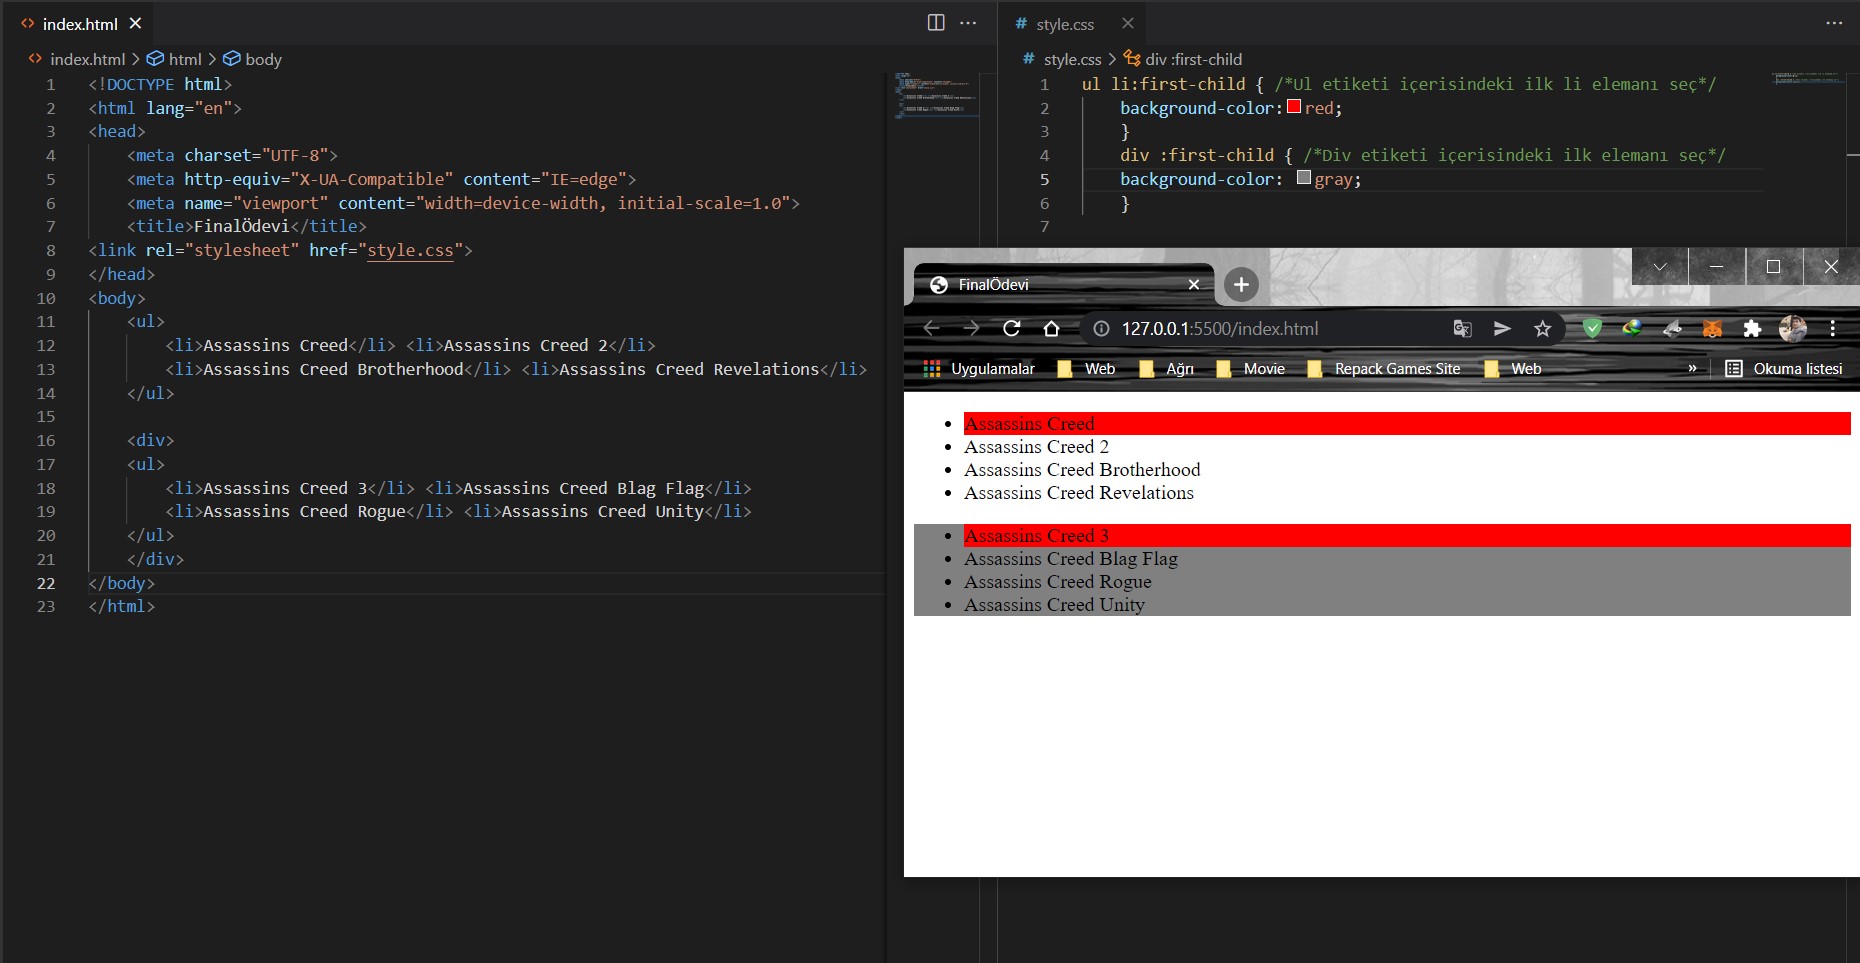 index.html
index.html > html > body
1 <!DOCTYPE html>
2 <html lang="en">
3 <head>
4 <meta charset="UTF-8">
5 <meta http-equiv="X-UA-Compatible" content="IE=edge">
6 <meta name="viewport" content="width=device-width, initial-scale=1.0">
7 <title>FinalÖdevi</title>
8 <link rel="stylesheet" href="style.css">
9 </head>
10 <body>
11 <ul>
12 <li>Assassins Creed</li> <li>Assassins Creed 2</li>
13 <li>Assassins Creed Brotherhood</li> <li>Assassins Creed Revelations</li>
14 </ul>
15
16 <div>
17 <ul>
18 <li>Assassins Creed 3</li> <li>Assassins Creed Blag Flag</li>
19 <li>Assassins Creed Rogue</li> <li>Assassins Creed Unity</li>
20 </ul>
21 </div>
22 </body>
23 </html>
# style.css
# style.css > div :first-child
1 ul li:first-child { /*Ul etiketi içerisindeki ilk li elemanı seç*/
2 background-color: red;
3 }
4 div :first-child { /*Div etiketi içerisindeki ilk elemanı seç*/
5 background-color: gray;
6 }
7
FinalÖdevi
127.0.0.1:5500/index.html
Uygulamalar Web Ağrı Movie Repack Games Site Web » Okuma listesi
• Assassins Creed
• Assassins Creed 2
• Assassins Creed Brotherhood
• Assassins Creed Revelations
• Assassins Creed 3
• Assassins Creed Blag Flag
• Assassins Creed Rogue
• Assassins Creed Unity